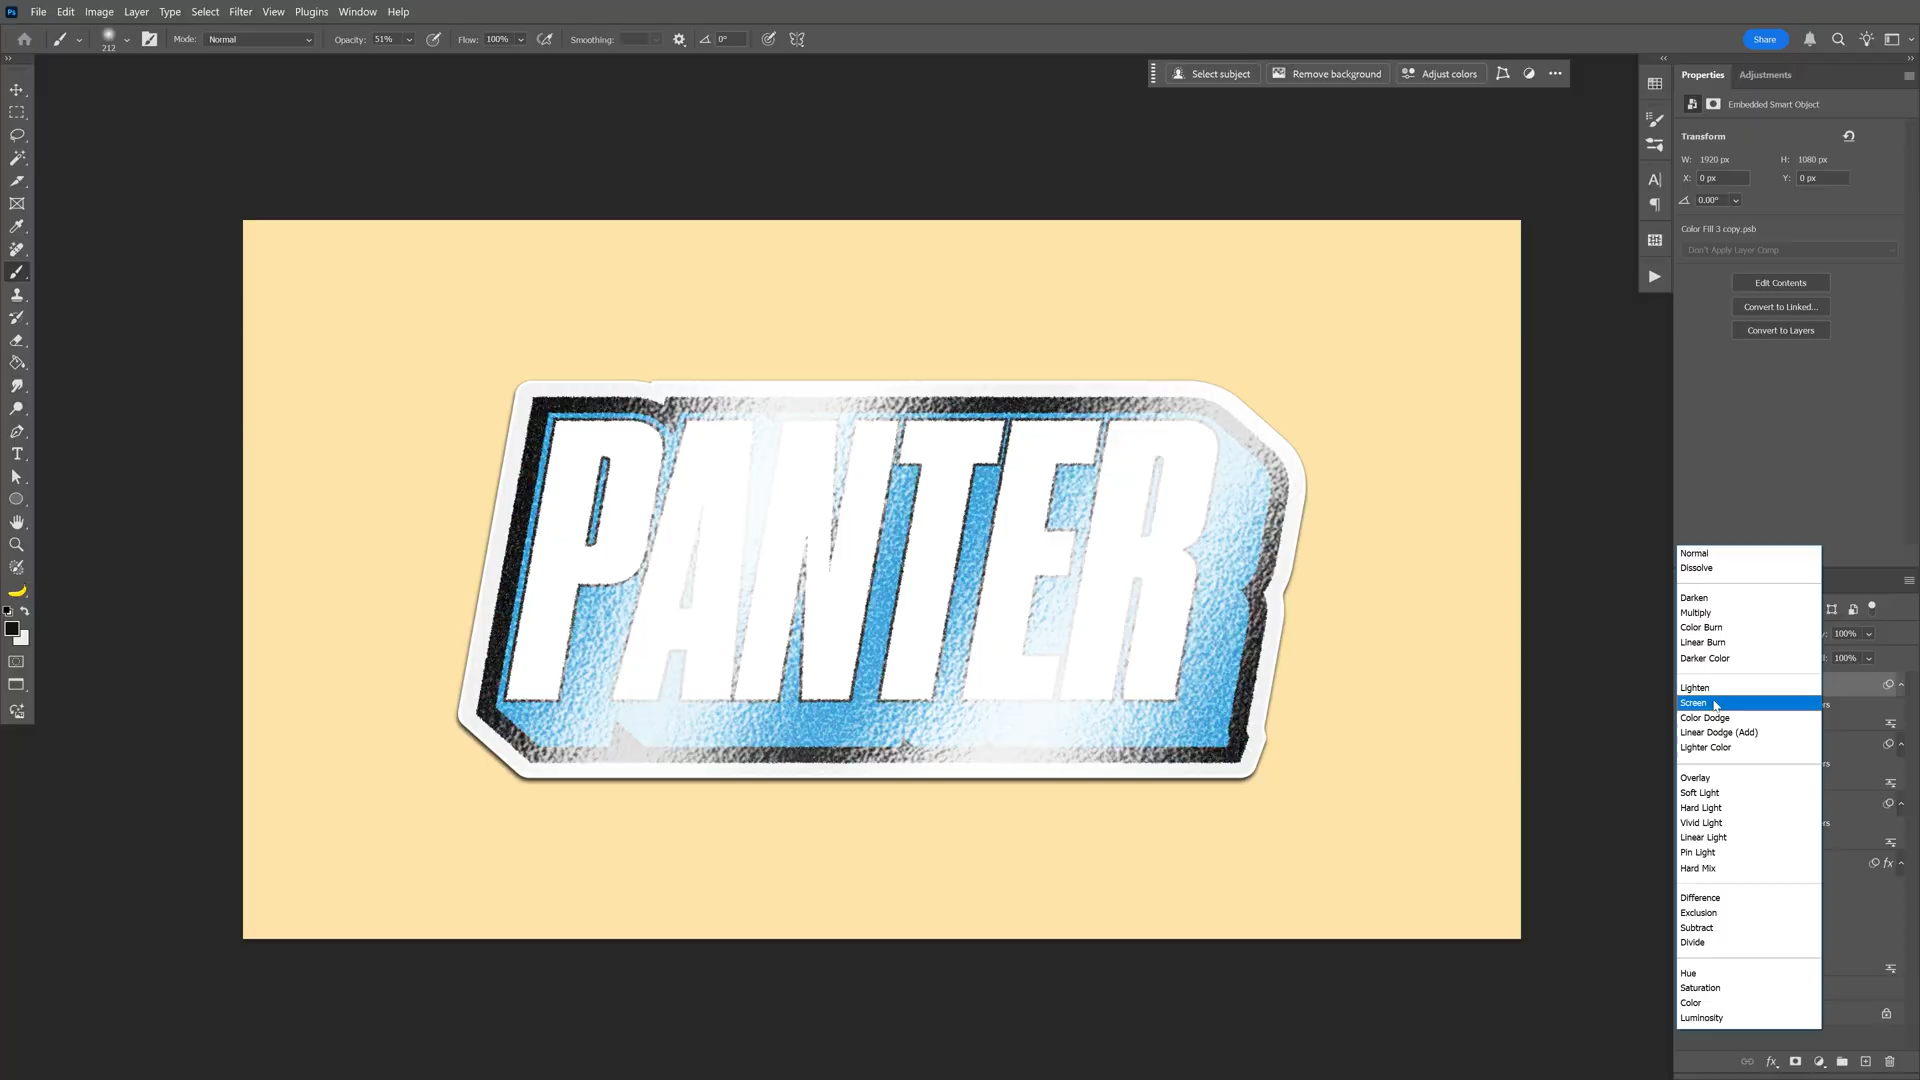 File Edit Image Layer Type Select Filter View Plugins Window Help
212 Mode: Normal Opacity: 51% Flow: 100% Smoothing: 0° Share
Select subject Remove background Adjust colors
Properties Adjustments
Embedded Smart Object
Transform
W: 1920 px H: 1080 px
X: 0 px Y: 0 px
0.00°
Color Fill 3 copy.psb
Don't Apply Layer Comp
Edit Contents
Convert to Linked...
Convert to Layers
PANTER
Normal
Dissolve
Darken
Multiply
Color Burn
Linear Burn
Darker Color
Lighten
Screen
Color Dodge
Linear Dodge (Add)
Lighter Color
Overlay
Soft Light
Hard Light
Vivid Light
Linear Light
Pin Light
Hard Mix
Difference
Exclusion
Subtract
Divide
Hue
Saturation
Color
Luminosity
100%
100%
fx
fx